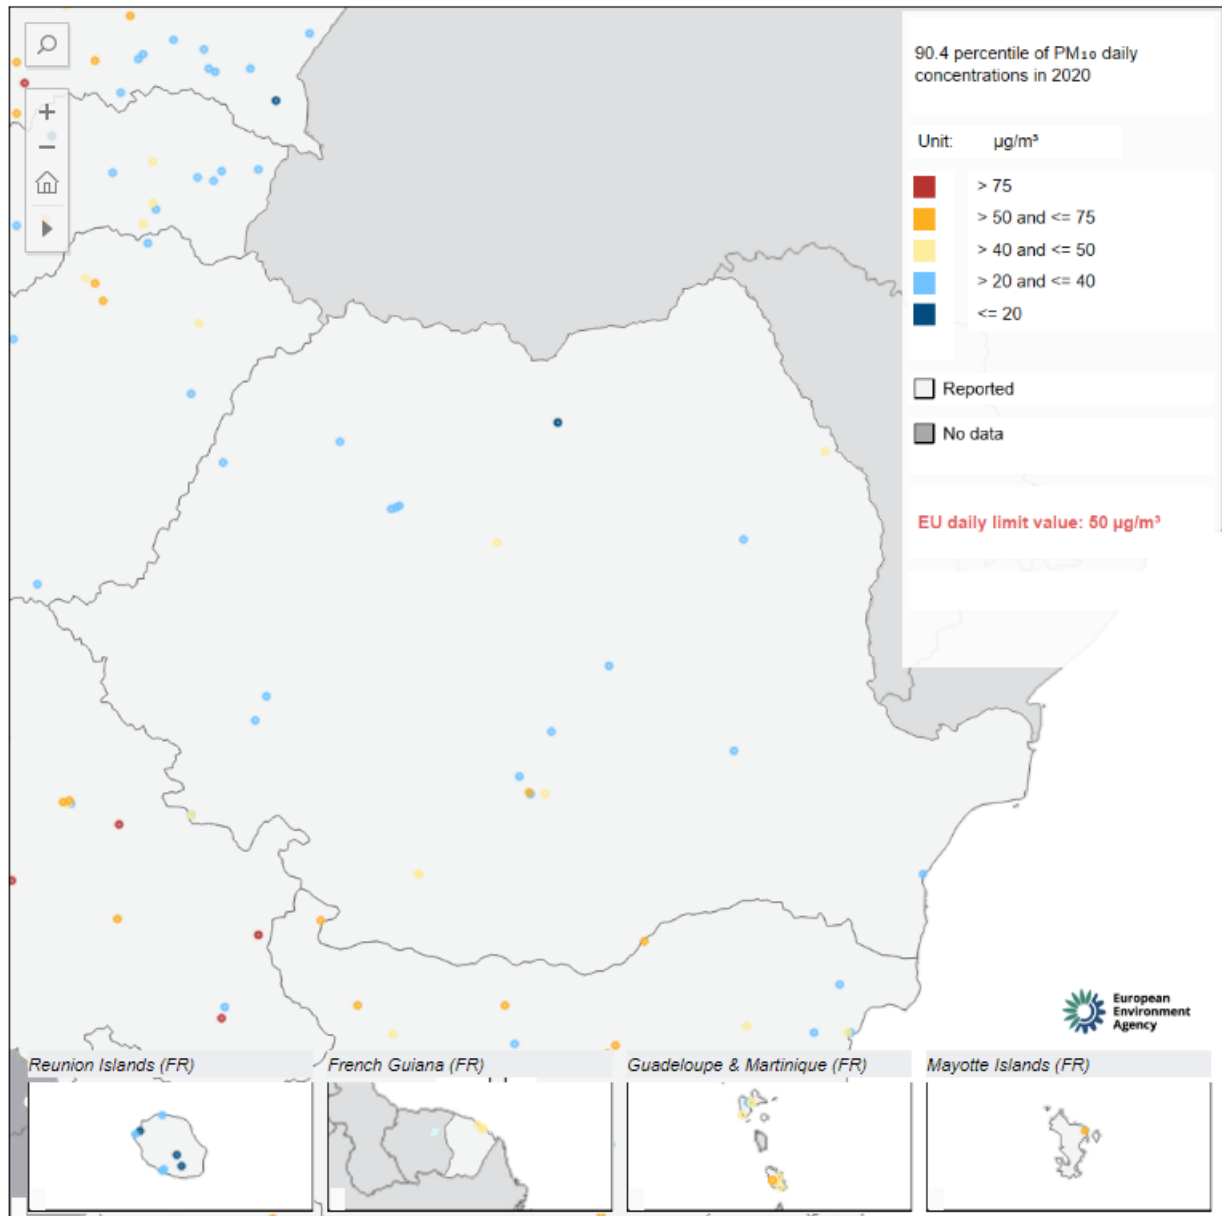 90.4 percentile of PM₁₀ daily
concentrations in 2020
Unit: µg/m³
> 75
> 50 and <= 75
> 40 and <= 50
> 20 and <= 40
<= 20
Reported
No data
EU daily limit value: 50 µg/m³
European
Environment
Agency
Reunion Islands (FR)
French Guiana (FR)
Guadeloupe & Martinique (FR)
Mayotte Islands (FR)